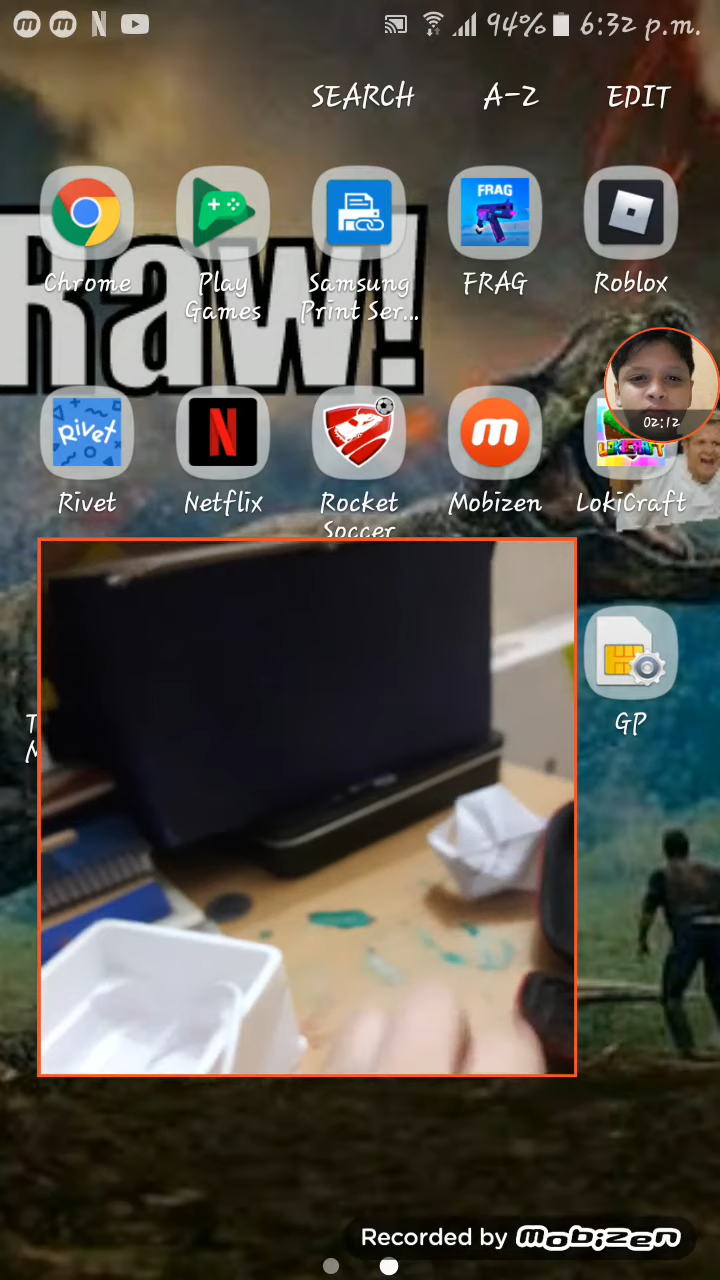 94% 6:32 p.m.
SEARCH A-Z EDIT
FRAG
Raw!
Chrome
Play
Games
Samsung
Print Ser...
FRAG
Roblox
02:12
Rivet
LOKICRAFT
Rivet
Netflix
Rocket
Soccer
Mobizen
LokiCraft
GP
Recorded by mobizen